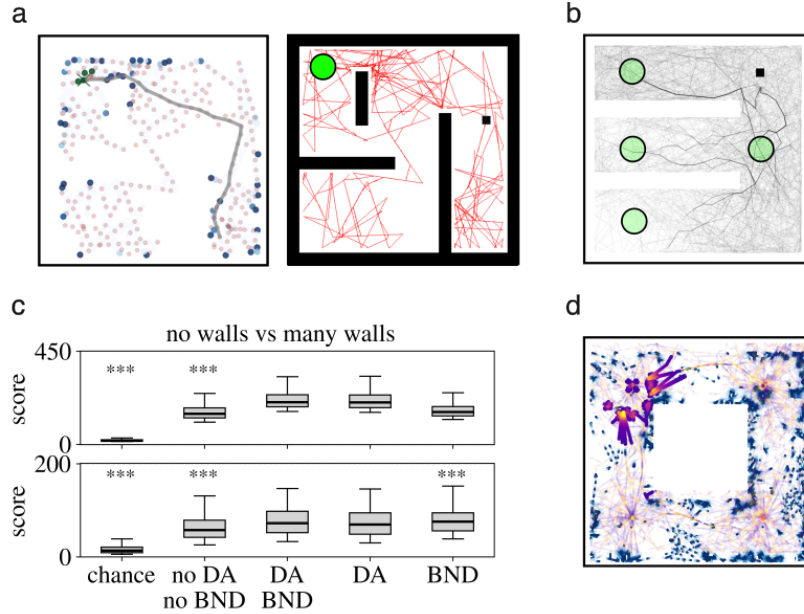 a
b
c
no walls vs many walls
450
score
0
*** ***
200
score
0
*** *** ***
chance no DA DA DA BND
no BND BND
d